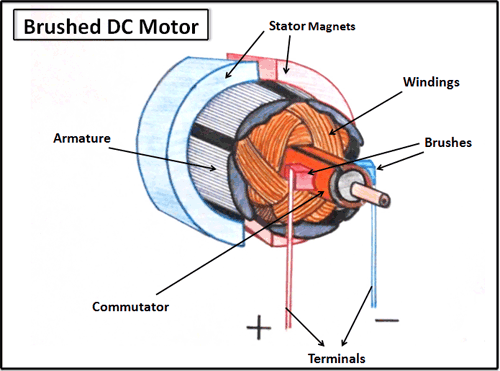 Brushed DC Motor
Stator Magnets
Windings
Armature
Brushes
Commutator
+
−
Terminals